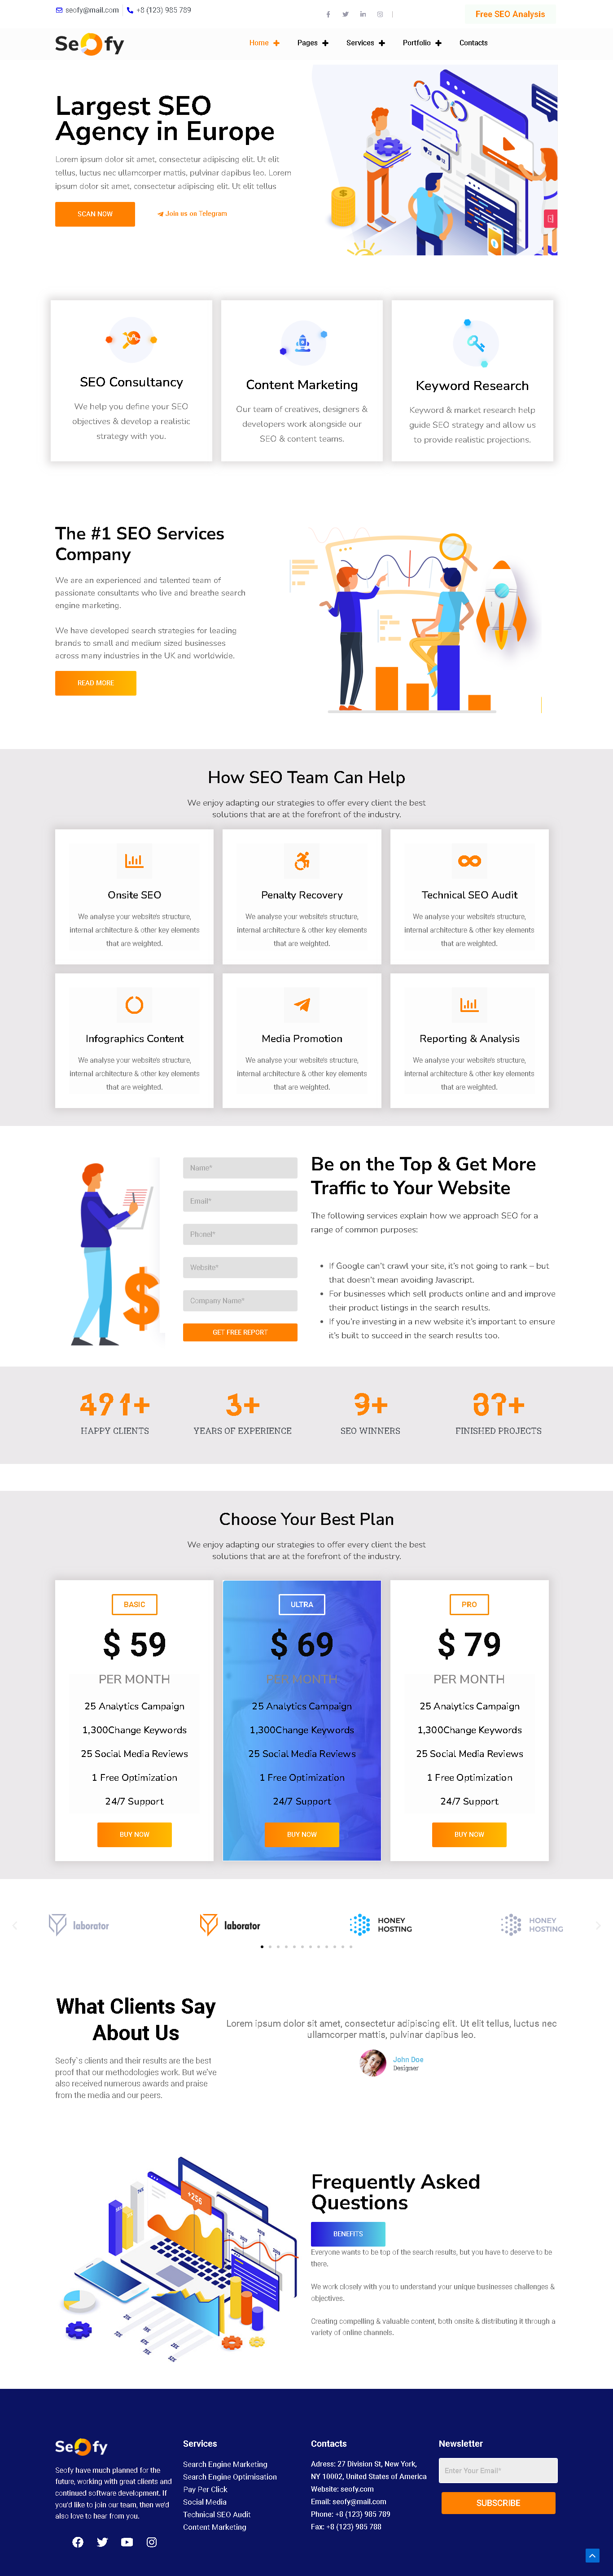 seofy@mail.com
+8 (123) 985 789
Free SEO Analysis
Seofy
Home
Pages
Services
Portfolio
Contacts
Largest SEO
Agency in Europe
Lorem ipsum dolor sit amet, consectetur adipiscing elit. Ut elit
tellus, luctus nec ullamcorper mattis, pulvinar dapibus leo. Lorem
ipsum dolor sit amet, consectetur adipiscing elit. Ut elit tellus
SCAN NOW
Join us on Telegram
SEO Consultancy
We help you define your SEO
objectives & develop a realistic
strategy with you.
Content Marketing
Our team of creatives, designers &
developers work alongside our
SEO & content teams.
Keyword Research
Keyword & market research help
guide SEO strategy and allow us
to provide realistic projections.
The #1 SEO Services
Company
We are an experienced and talented team of
passionate consultants who live and breathe search
engine marketing.
We have developed search strategies for leading
brands to small and medium sized businesses
across many industries in the UK and worldwide.
READ MORE
How SEO Team Can Help
We enjoy adapting our strategies to offer every client the best
solutions that are at the forefront of the industry.
Onsite SEO
We analyse your website's structure,
internal architecture & other key elements
that are weighted.
Penalty Recovery
We analyse your website's structure,
internal architecture & other key elements
that are weighted.
Technical SEO Audit
We analyse your website's structure,
internal architecture & other key elements
that are weighted.
Infographics Content
We analyse your website's structure,
internal architecture & other key elements
that are weighted.
Media Promotion
We analyse your website's structure,
internal architecture & other key elements
that are weighted.
Reporting & Analysis
We analyse your website's structure,
internal architecture & other key elements
that are weighted.
Name*
Email*
Phonel*
Website*
Company Name*
GET FREE REPORT
Be on the Top & Get More
Traffic to Your Website
The following services explain how we approach SEO for a
range of common purposes:
If Google can't crawl your site, it's not going to rank – but
that doesn't mean avoiding Javascript.
For businesses which sell products online and and improve
their product listings in the search results.
If you're investing in a new website it's important to ensure
it's built to succeed in the search results too.
HAPPY CLIENTS
YEARS OF EXPERIENCE
SEO WINNERS
FINISHED PROJECTS
Choose Your Best Plan
We enjoy adapting our strategies to offer every client the best
solutions that are at the forefront of the industry.
BASIC
$ 59
PER MONTH
25 Analytics Campaign
1,300Change Keywords
25 Social Media Reviews
1 Free Optimization
24/7 Support
BUY NOW
ULTRA
$ 69
PER MONTH
25 Analytics Campaign
1,300Change Keywords
25 Social Media Reviews
1 Free Optimization
24/7 Support
BUY NOW
PRO
$ 79
PER MONTH
25 Analytics Campaign
1,300Change Keywords
25 Social Media Reviews
1 Free Optimization
24/7 Support
BUY NOW
laborator
laborator
HONEY
HOSTING
HONEY
HOSTING
What Clients Say
About Us
Seofy`s clients and their results are the best
proof that our methodologies work. But we've
also received numerous awards and praise
from the media and our peers.
Lorem ipsum dolor sit amet, consectetur adipiscing elit. Ut elit tellus, luctus nec
ullamcorper mattis, pulvinar dapibus leo.
John Doe
Designer
+256
Frequently Asked
Questions
BENEFITS
Everyone wants to be top of the search results, but you have to deserve to be
there.
We work closely with you to understand your unique businesses challenges &
objectives.
Creating compelling & valuable content, both onsite & distributing it through a
variety of online channels.
Seofy
Seofy have much planned for the
future, working with great clients and
continued software development. If
you'd like to join our team, then we'd
also love to hear from you.
Services
Search Engine Marketing
Search Engine Optimisation
Pay Per Click
Social Media
Technical SEO Audit
Content Marketing
Contacts
Adress: 27 Division St, New York,
NY 10002, United States of America
Website: seofy.com
Email: seofy@mail.com
Phone: +8 (123) 985 789
Fax: +8 (123) 985 788
Newsletter
Enter Your Email*
SUBSCRIBE